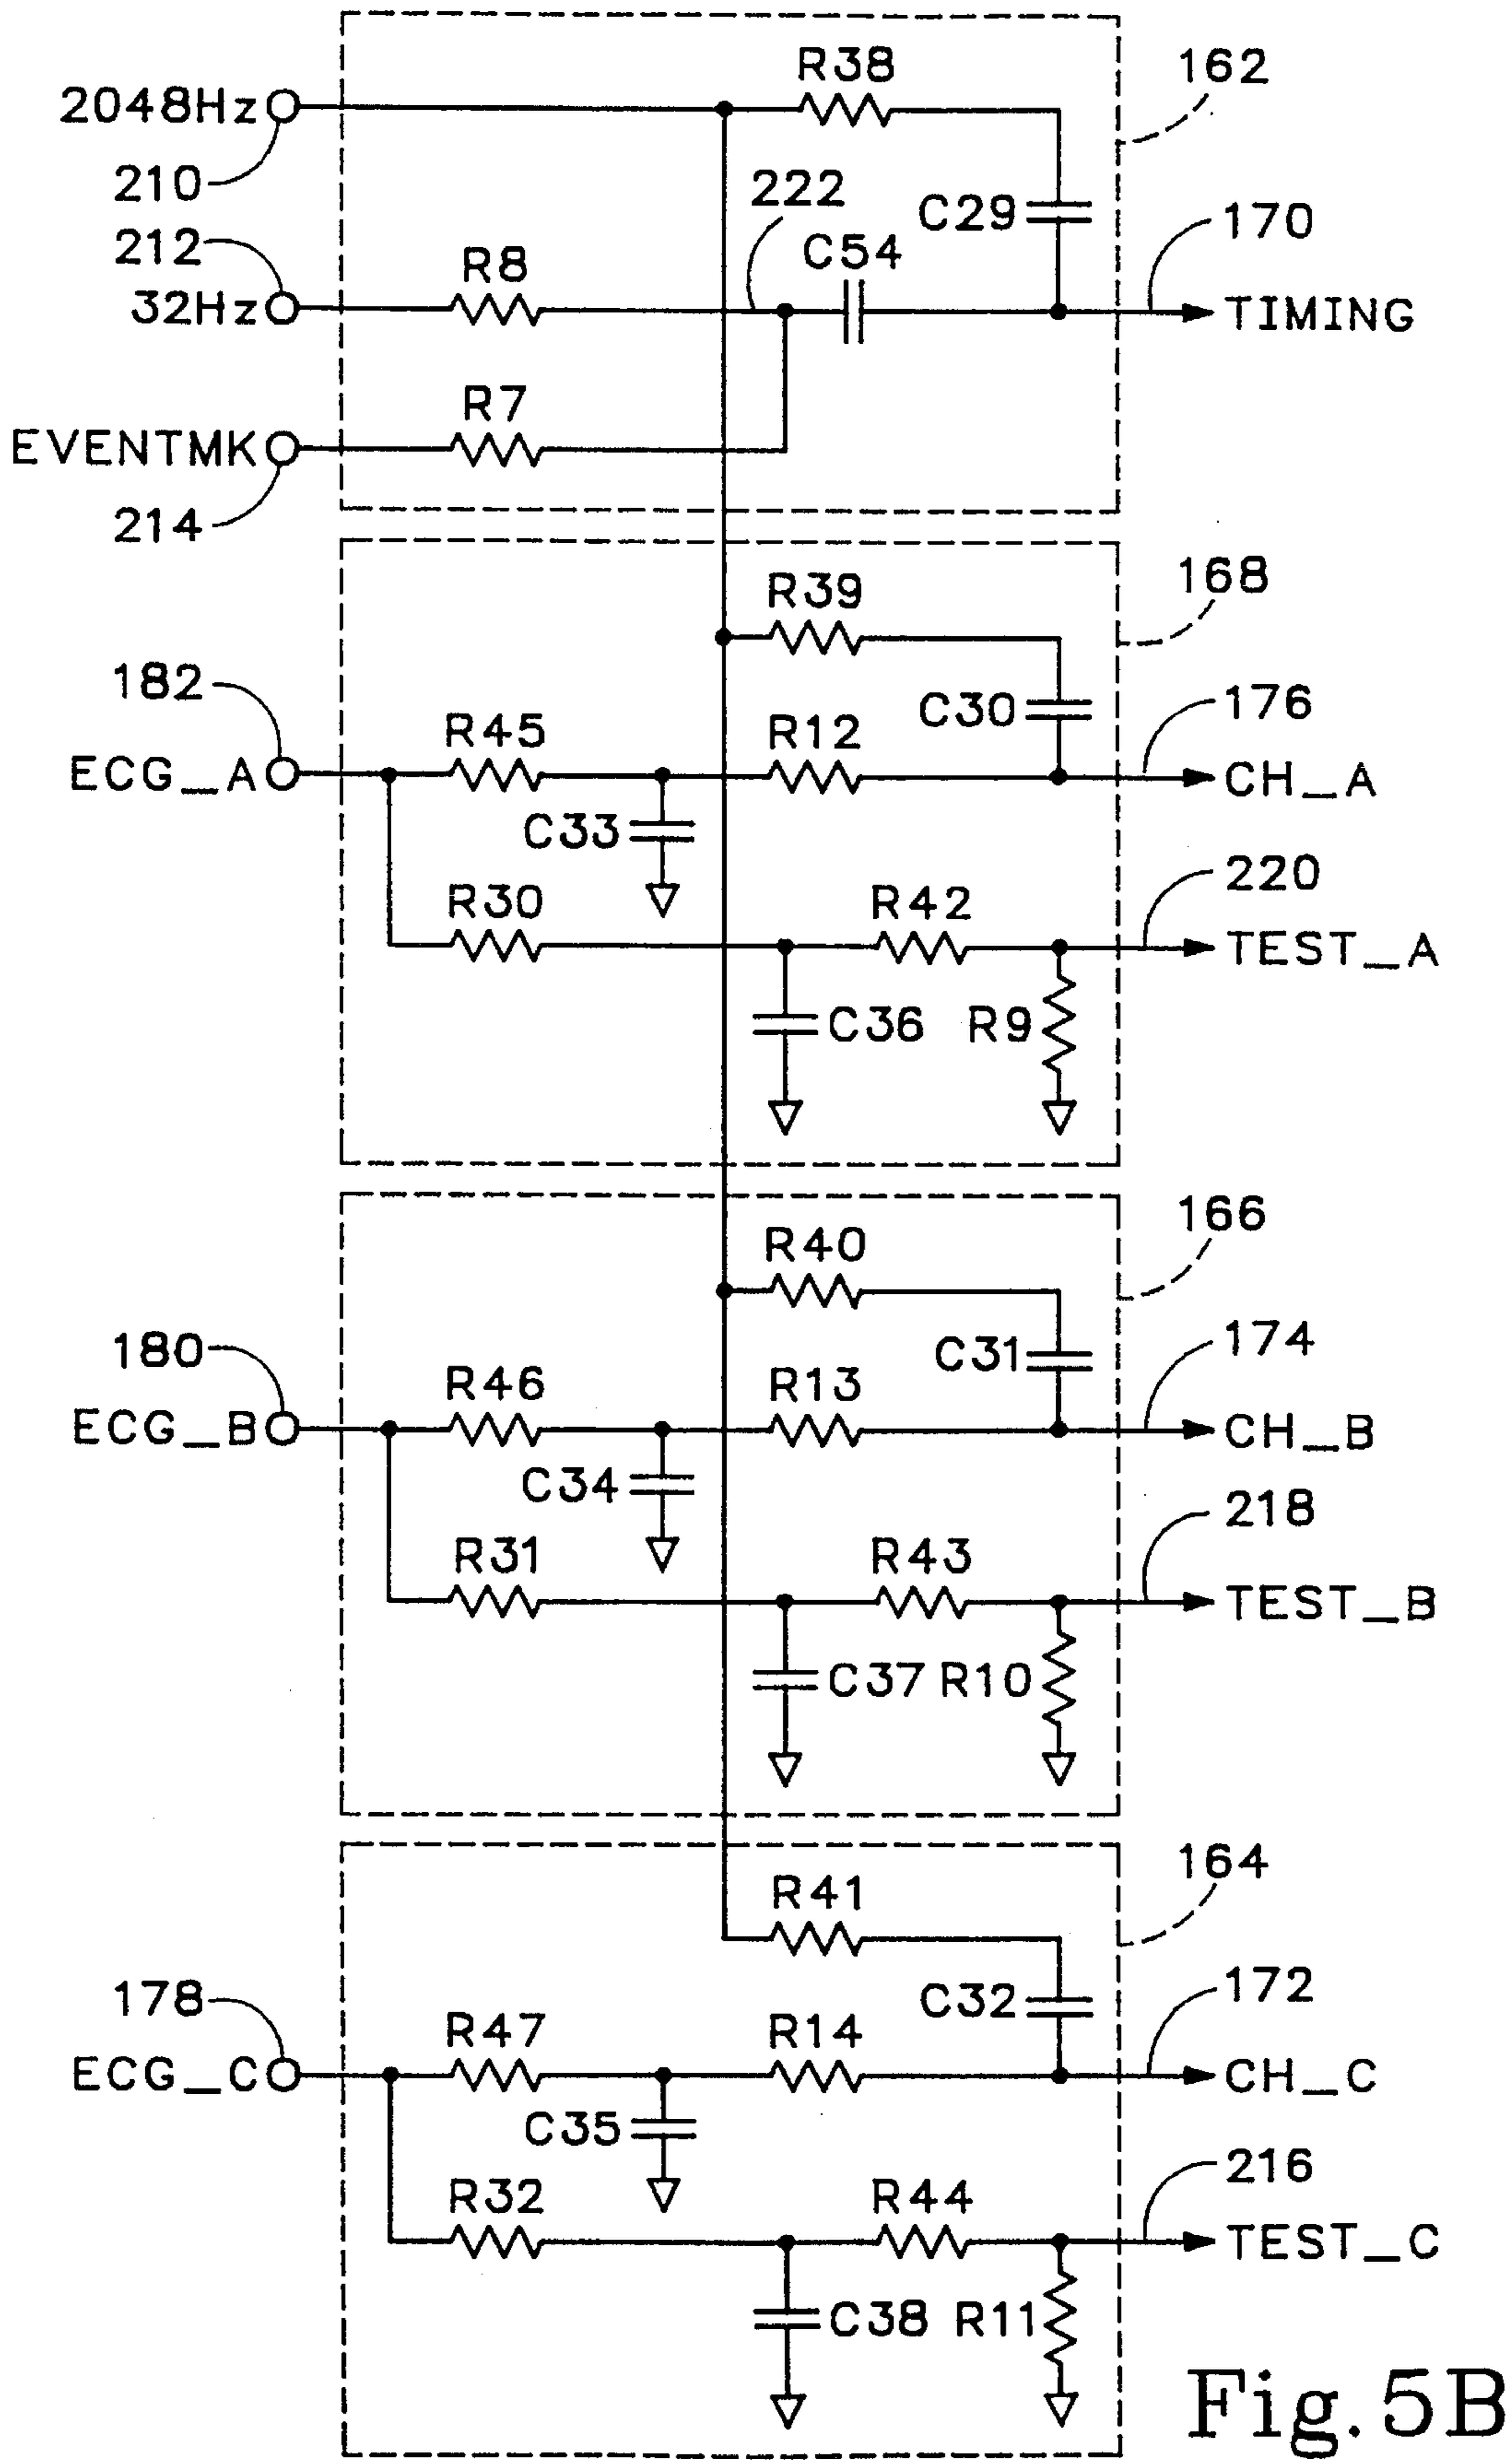 R38
162
2048Hz
210
222
C29
170
212
C54
R8
32Hz
TIMING
R7
EVENTMK
214
R39
168
182
C30
176
R45
R12
ECG_A
CH_A
C33
220
R30
R42
TEST_A
C36
R9
166
R40
180
C31
174
R46
R13
ECG_B
CH_B
C34
218
R31
R43
TEST_B
C37
R10
164
R41
178
C32
172
R47
R14
ECG_C
CH_C
C35
216
R32
R44
TEST_C
C38
R11
Fig. 5B